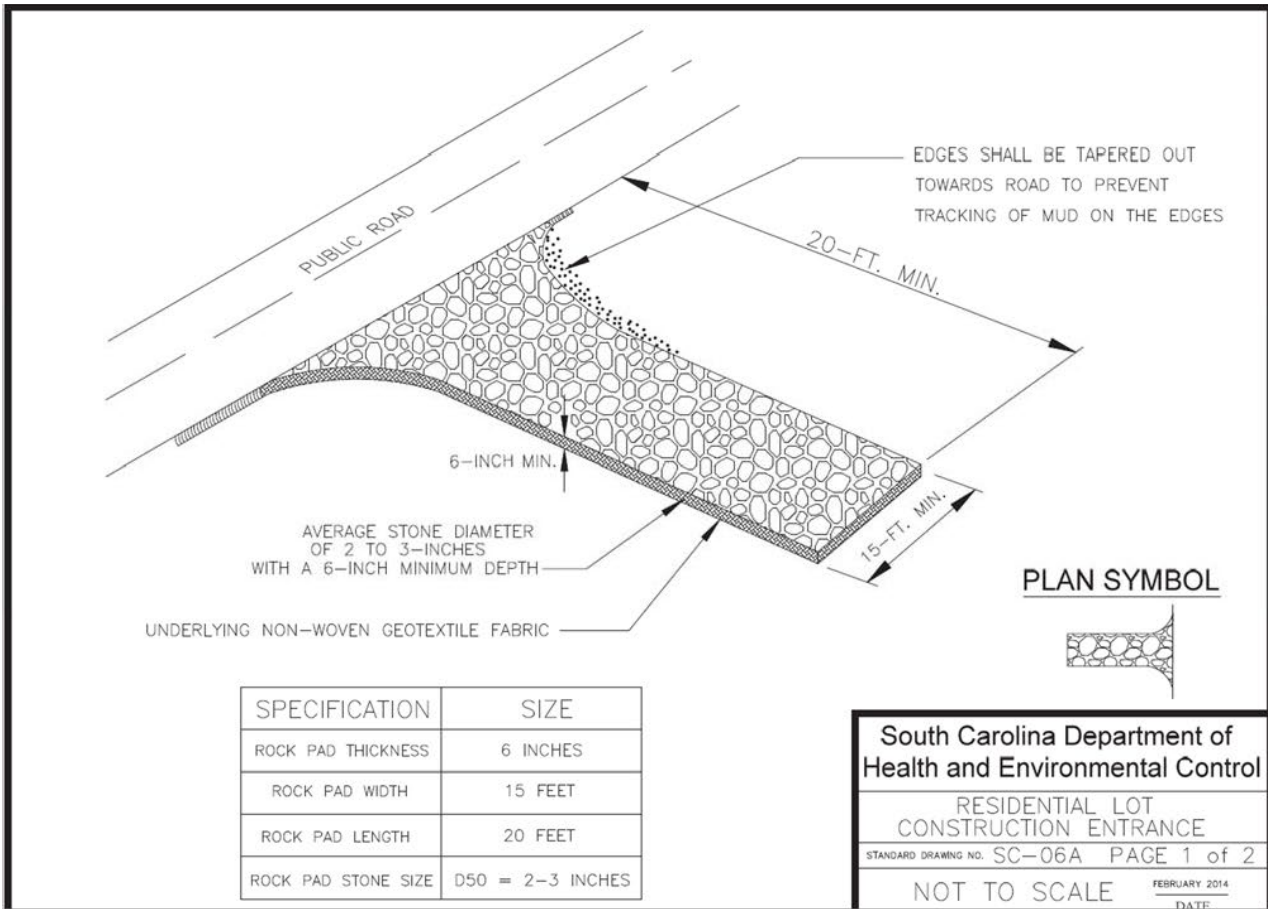 EDGES SHALL BE TAPERED OUT
TOWARDS ROAD TO PREVENT
TRACKING OF MUD ON THE EDGES
PUBLIC ROAD
20-FT. MIN.
6-INCH MIN.
15-FT. MIN.
AVERAGE STONE DIAMETER
OF 2 TO 3-INCHES
WITH A 6-INCH MINIMUM DEPTH
UNDERLYING NON-WOVEN GEOTEXTILE FABRIC
PLAN SYMBOL
SPECIFICATION SIZE
ROCK PAD THICKNESS 6 INCHES
ROCK PAD WIDTH 15 FEET
ROCK PAD LENGTH 20 FEET
ROCK PAD STONE SIZE D50 = 2-3 INCHES
South Carolina Department of
Health and Environmental Control
RESIDENTIAL LOT
CONSTRUCTION ENTRANCE
STANDARD DRAWING NO. SC-06A PAGE 1 of 2
NOT TO SCALE FEBRUARY 2014
DATE